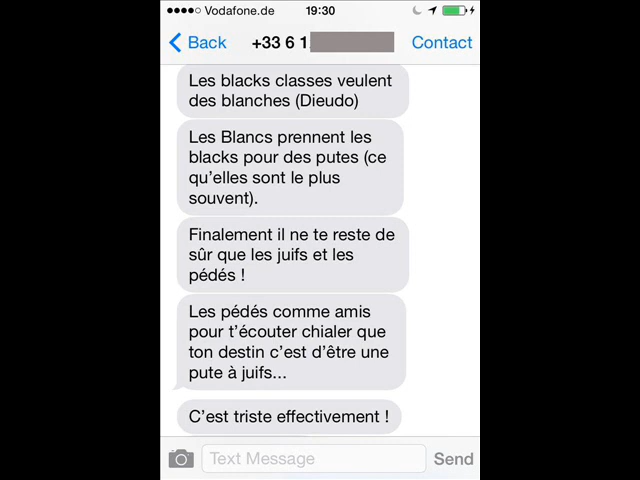 Vodafone.de 19:30
Back +33 6 1 Contact
Les blacks classes veulent
des blanches (Dieudo)
Les Blancs prennent les
blacks pour des putes (ce
qu'elles sont le plus
souvent).
Finalement il ne te reste de
sûr que les juifs et les
pédés !
Les pédés comme amis
pour t'écouter chialer que
ton destin c'est d'être une
pute à juifs...
C'est triste effectivement !
Text Message Send